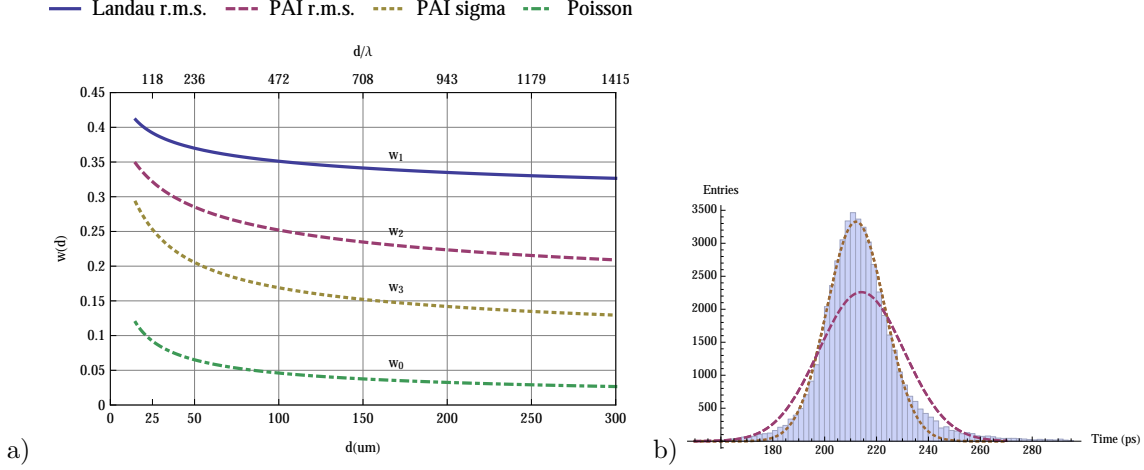 Landau r.m.s. PAI r.m.s. PAI sigma Poisson
d/λ
118 236 472 708 943 1179 1415
0.45
0.4
0.35
0.3
0.25
0.2
0.15
0.1
0.05
0
w(d)
w1
w2
w3
w0
0 25 50 100 150 200 250 300
d(um)
a)
Entries
3500
3000
2500
2000
1500
1000
500
180 200 220 240 260 280
Time (ps)
b)